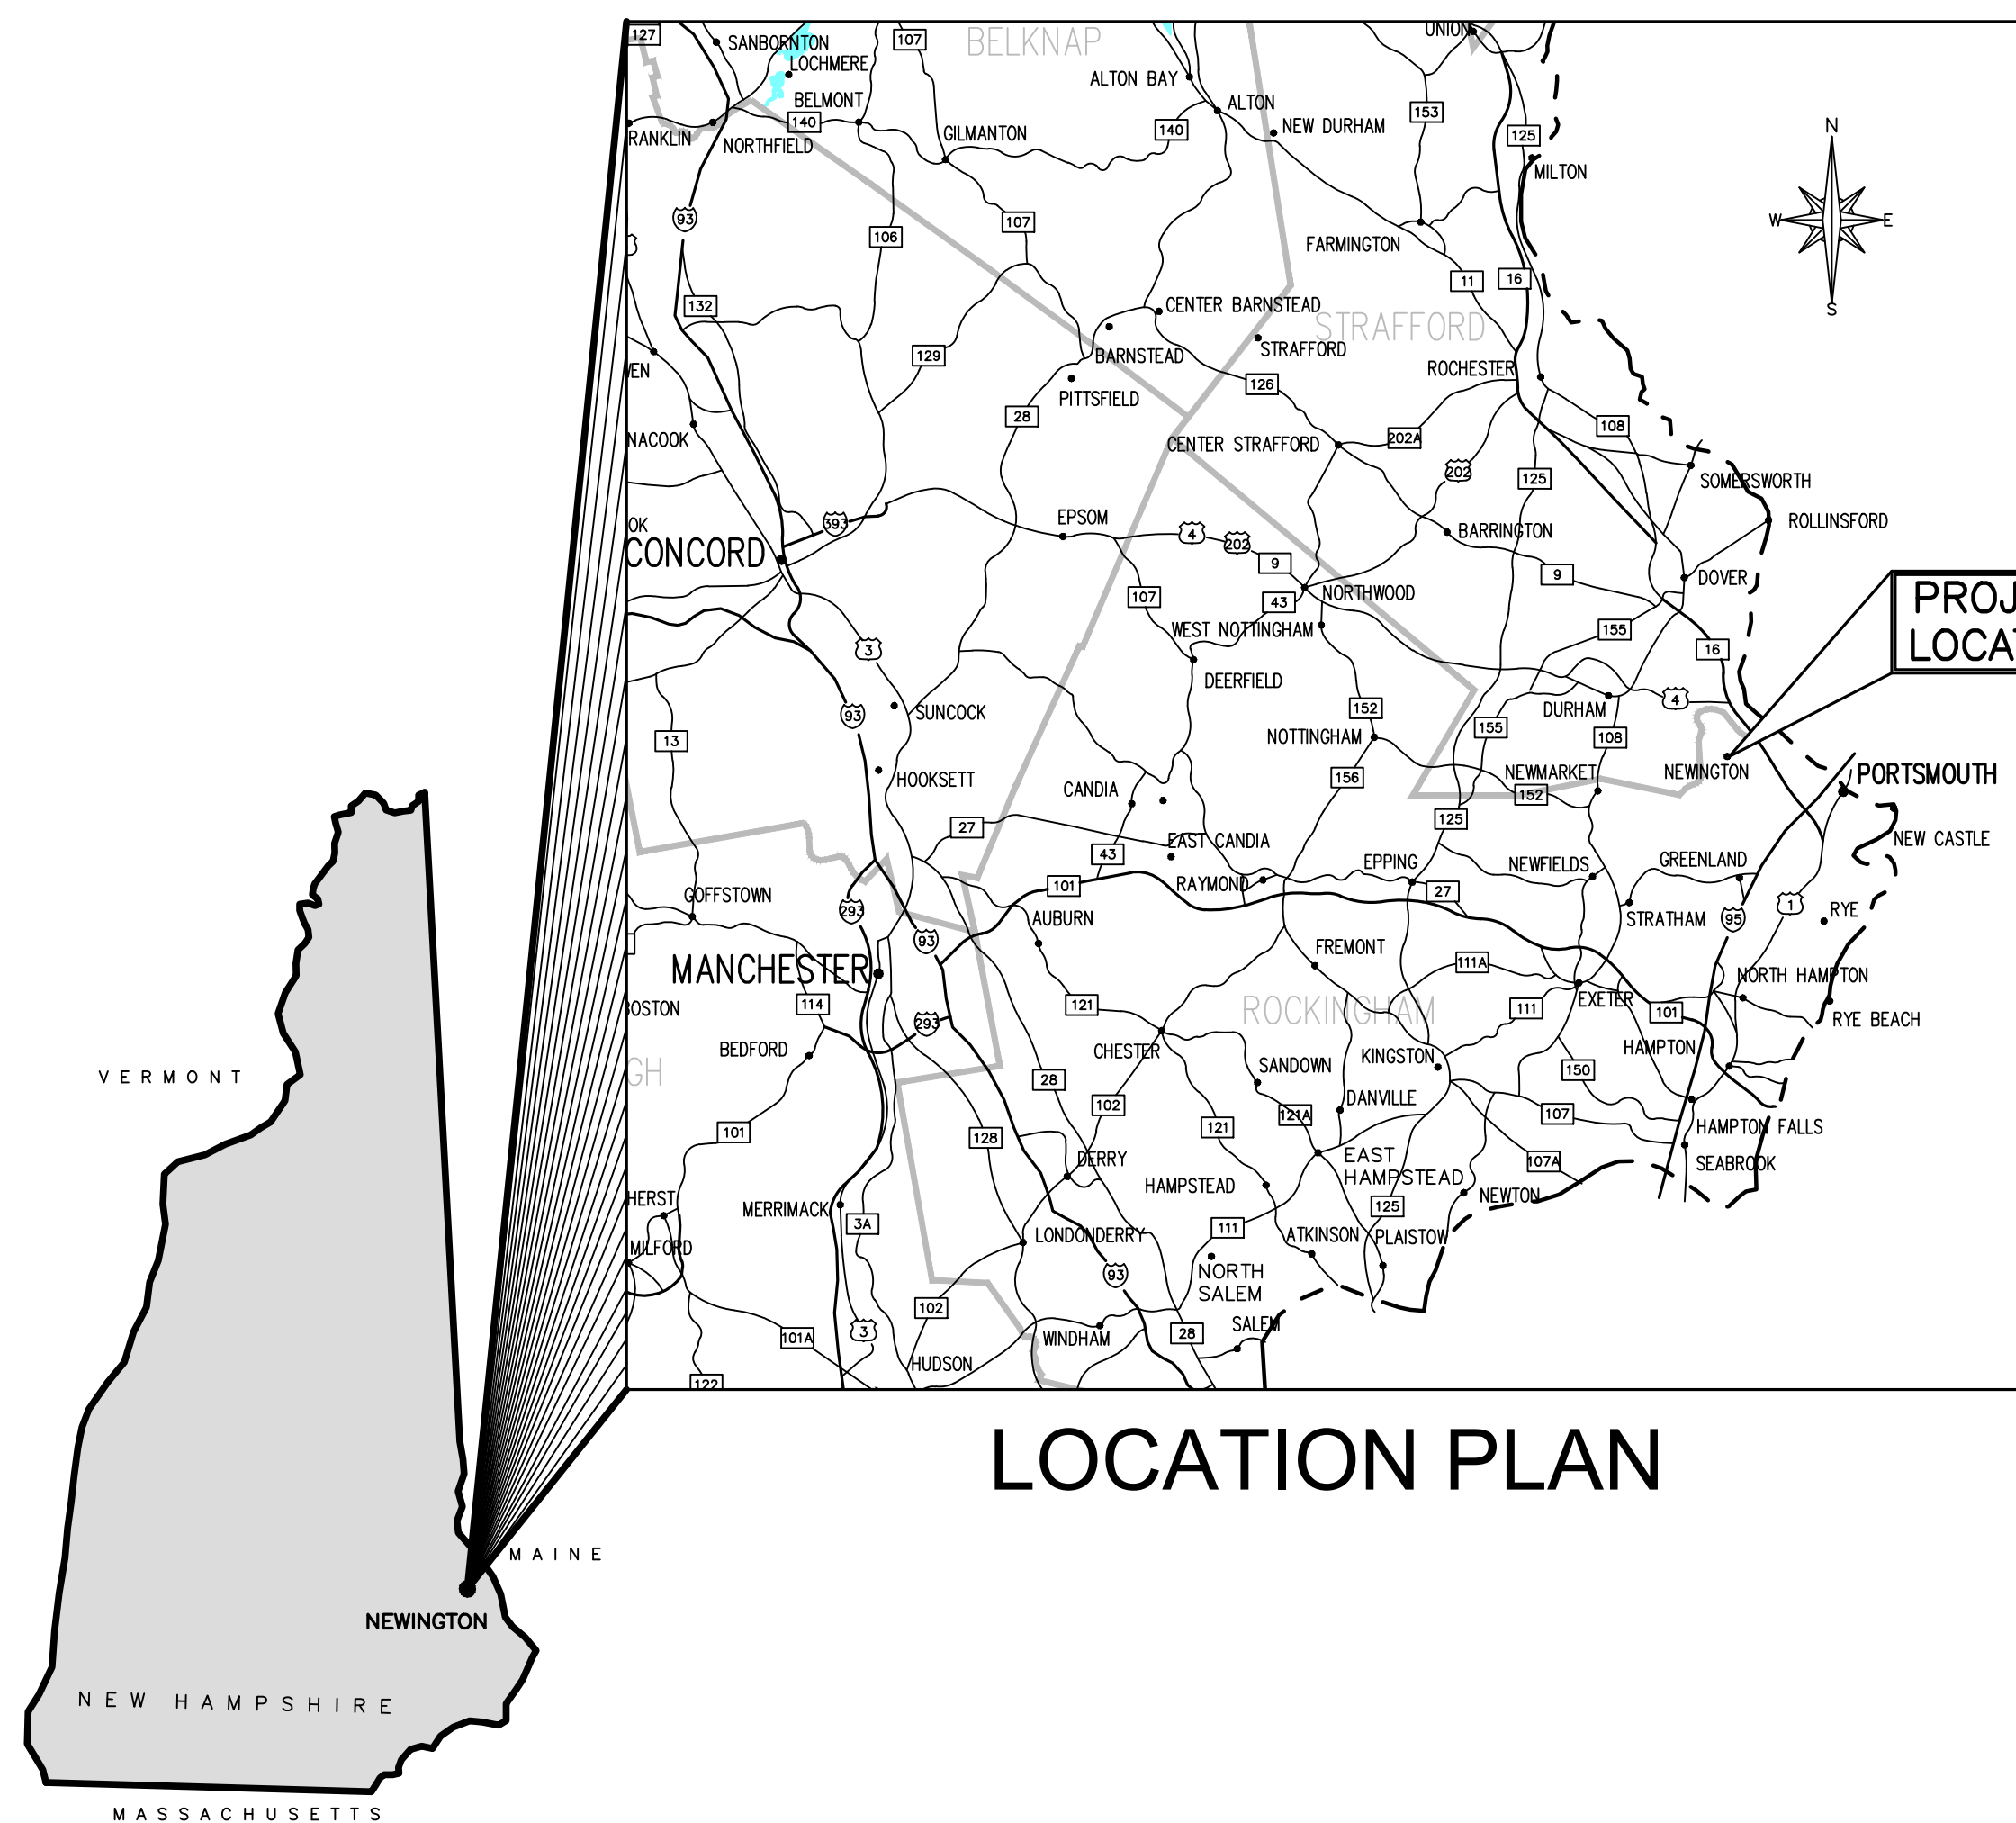 127
SANBORNTON
107
BELKNAP
UNION
LOCHMERE
ALTON BAY
BELMONT
140
ALTON
153
RANKLIN
NORTHFIELD
GILMANTON
140
NEW DURHAM
125
MILTON
N
W
E
S
93
107
106
FARMINGTON
11
16
132
CENTER BARNSTEAD
STRAFFORD
129
BARNSTEAD
STRAFFORD
ROCHESTER
PITTSFIELD
126
28
108
NACOOK
CENTER STRAFFORD
202A
202
125
SOMERSWORTH
OK
393
EPSOM
4
202
BARRINGTON
ROLLINSFORD
CONCORD
9
9
DOVER
107
43
NORTHWOOD
PROJ
LOCA
3
WEST NOTTINGHAM
155
16
DEERFIELD
93
SUNCOCK
152
DURHAM
4
13
NOTTINGHAM
155
108
HOOKSETT
156
NEWMARKET
NEWINGTON
PORTSMOUTH
CANDIA
152
27
125
43
EAST CANDIA
EPPING
NEWFIELDS
GREENLAND
NEW CASTLE
101
RAYMOND
27
GOFFSTOWN
293
AUBURN
STRATHAM
95
1
RYE
93
FREMONT
MANCHESTER
111A
NORTH HAMPTON
114
121
ROCKINGHAM
111
EXETER
101
BOSTON
293
RYE BEACH
BEDFORD
CHESTER
KINGSTON
HAMPTON
GH
28
SANDOWN
150
102
121A
DANVILLE
107
101
128
121
HAMPTON FALLS
DERRY
EAST
HAMPSTEAD
107A
SEABROOK
HERST
HAMPSTEAD
NEWTON
MERRIMACK
3A
125
MILFORD
LONDONDERRY
111
ATKINSON
PLAISTOW
93
NORTH
SALEM
102
101A
3
WINDHAM
28
SALEM
HUDSON
122
LOCATION PLAN
VERMONT
MAINE
NEWINGTON
NEW HAMPSHIRE
MASSACHUSETTS